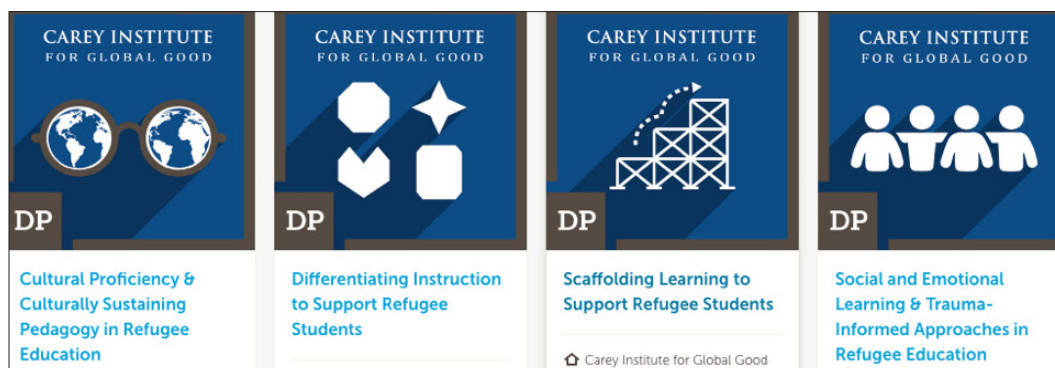 CAREY INSTITUTE
FOR GLOBAL GOOD
DP
Cultural Proficiency &
Culturally Sustaining
Pedagogy in Refugee
Education
CAREY INSTITUTE
FOR GLOBAL GOOD
DP
Differentiating Instruction
to Support Refugee
Students
CAREY INSTITUTE
FOR GLOBAL GOOD
DP
Scaffolding Learning to
Support Refugee Students
Carey Institute for Global Good
CAREY INSTITUTE
FOR GLOBAL GOOD
DP
Social and Emotional
Learning & Trauma-
Informed Approaches in
Refugee Education